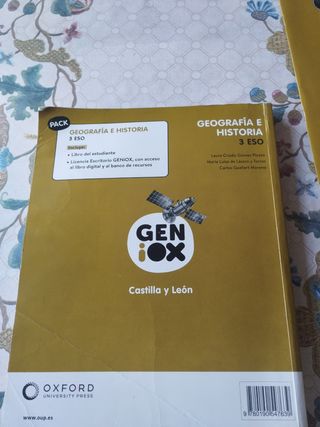 PACK
GEOGRAFÍA E HISTORIA
3 ESO
Incluye:
• Libro del estudiante
• Licencia Escritorio GENiOX, con acceso
al libro digital y al banco de recursos
GEOGRAFÍA E
HISTORIA
3 ESO
GEN
iOX
Castilla y León
OXFORD
UNIVERSITY PRESS
www.oup.es
9780190547639